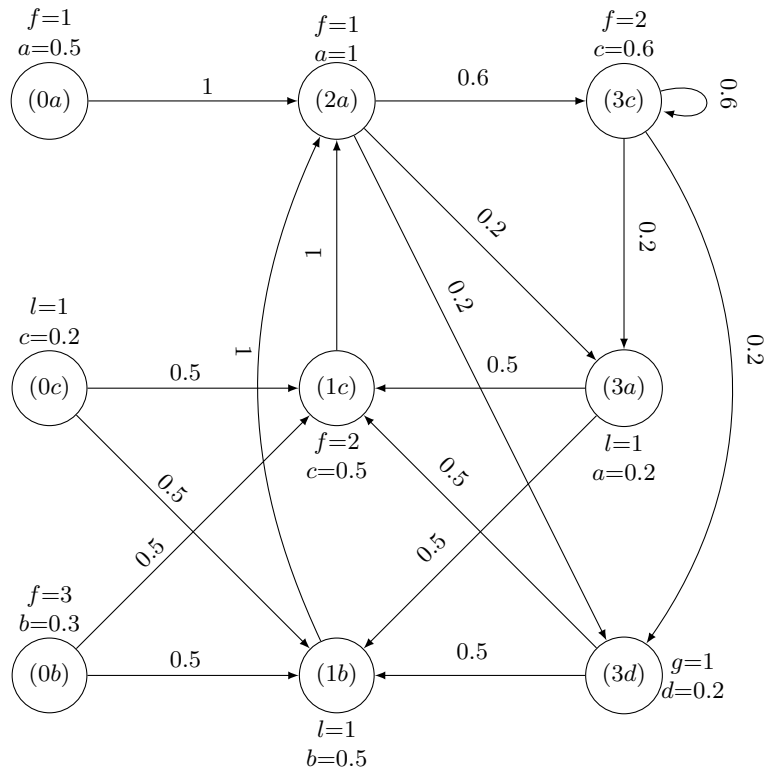 f=1
a=0.5
(0a)
1
f=1
a=1
(2a)
0.6
f=2
c=0.6
(3c)
0.6
0.2
0.2
0.2
0.2
1
1
l=1
c=0.2
(0c)
0.5
(1c)
f=2
c=0.5
0.5
(3a)
l=1
a=0.2
0.5
0.5
0.5
0.5
f=3
b=0.3
(0b)
0.5
(1b)
l=1
b=0.5
0.5
(3d)
g=1
d=0.2